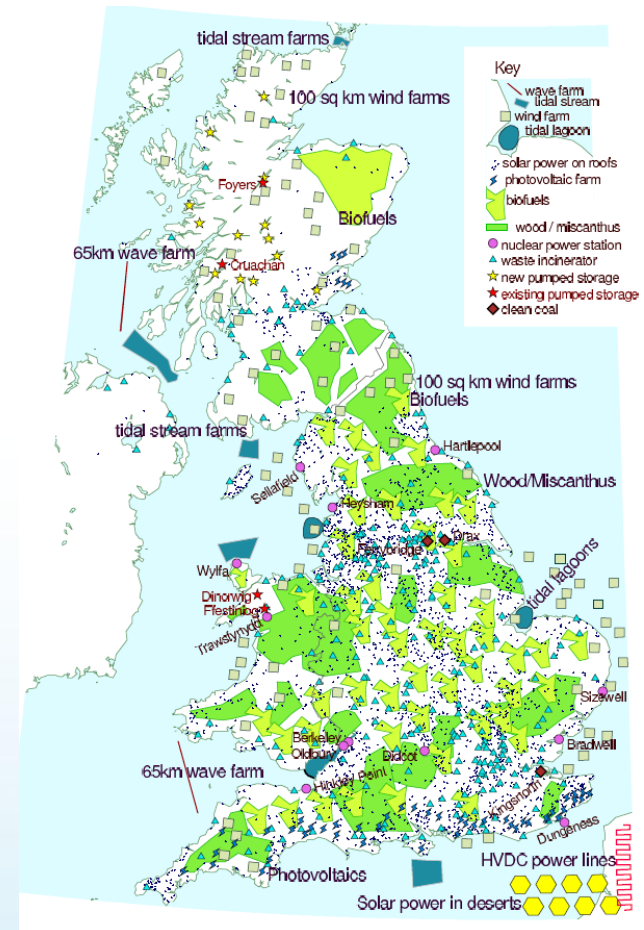 tidal stream farms
100 sq km wind farms
Key
wave farm
tidal stream
wind farm
tidal lagoon
solar power on roofs
photovoltaic farm
biofuels
wood / miscanthus
nuclear power station
waste incinerator
new pumped storage
existing pumped storage
clean coal
Foyers
Biofuels
65km wave farm
Cruachan
100 sq km wind farms
Biofuels
tidal stream farms
Hartlepool
Sellafield
Wood/Miscanthus
Heysham
Ferrybridge
Drax
tidal lagoons
Wylfa
Dinorwig
Ffestiniog
Trawsfynydd
Sizewell
Berkeley
Oldbury
Didcot
Bradwell
65km wave farm
Hinkley Point
Kingsnorth
Dungeness
HVDC power lines
Photovoltaics
Solar power in deserts